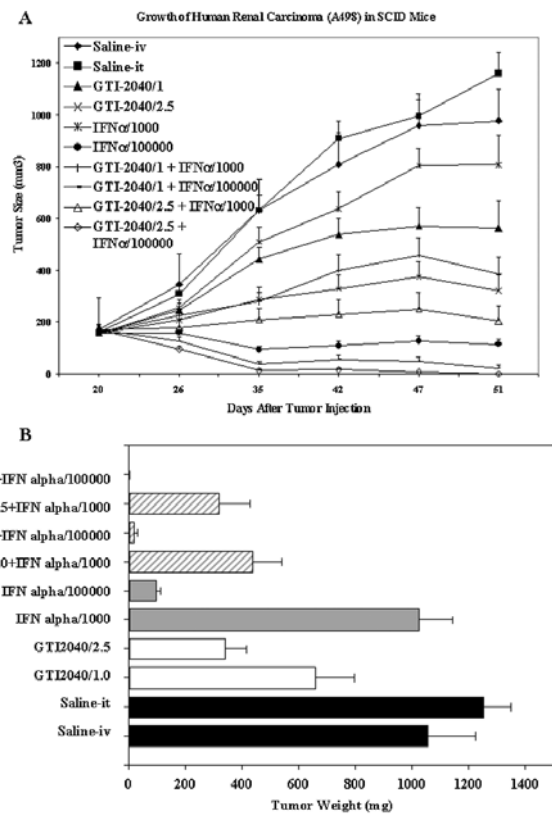 A
Growth of Human Renal Carcinoma (A498) in SCID Mice
Tumor Size (mm3)
1200
1000
800
600
400
200
0
Saline-iv
Saline-it
GTI-2040/1
GTI-2040/2.5
IFNα/1000
IFNα/100000
GTI-2040/1 + IFNα/1000
GTI-2040/1 + IFNα/100000
GTI-2040/2.5 + IFNα/1000
GTI-2040/2.5 +
IFNα/100000
20 26 35 42 47 51
Days After Tumor Injection
B
+IFN alpha/100000
5+IFN alpha/1000
+IFN alpha/100000
0+IFN alpha/1000
IFN alpha/100000
IFN alpha/1000
GTI2040/2.5
GTI2040/1.0
Saline-it
Saline-iv
0 200 400 600 800 1000 1200 1400
Tumor Weight (mg)